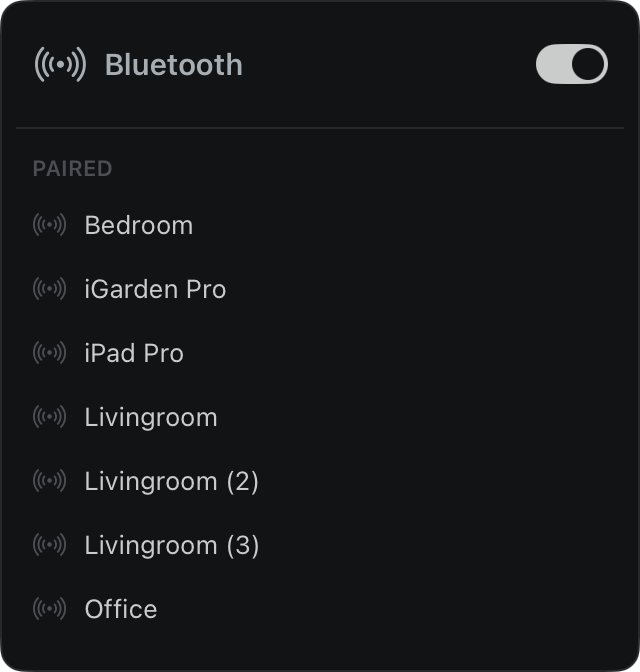 Bluetooth
PAIRED
Bedroom
iGarden Pro
iPad Pro
Livingroom
Livingroom (2)
Livingroom (3)
Office